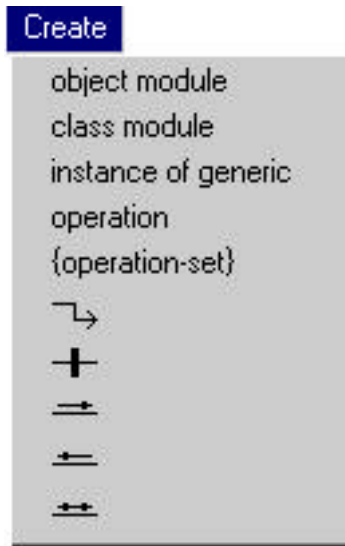 Create
object module
class module
instance of generic
operation
{operation-set}